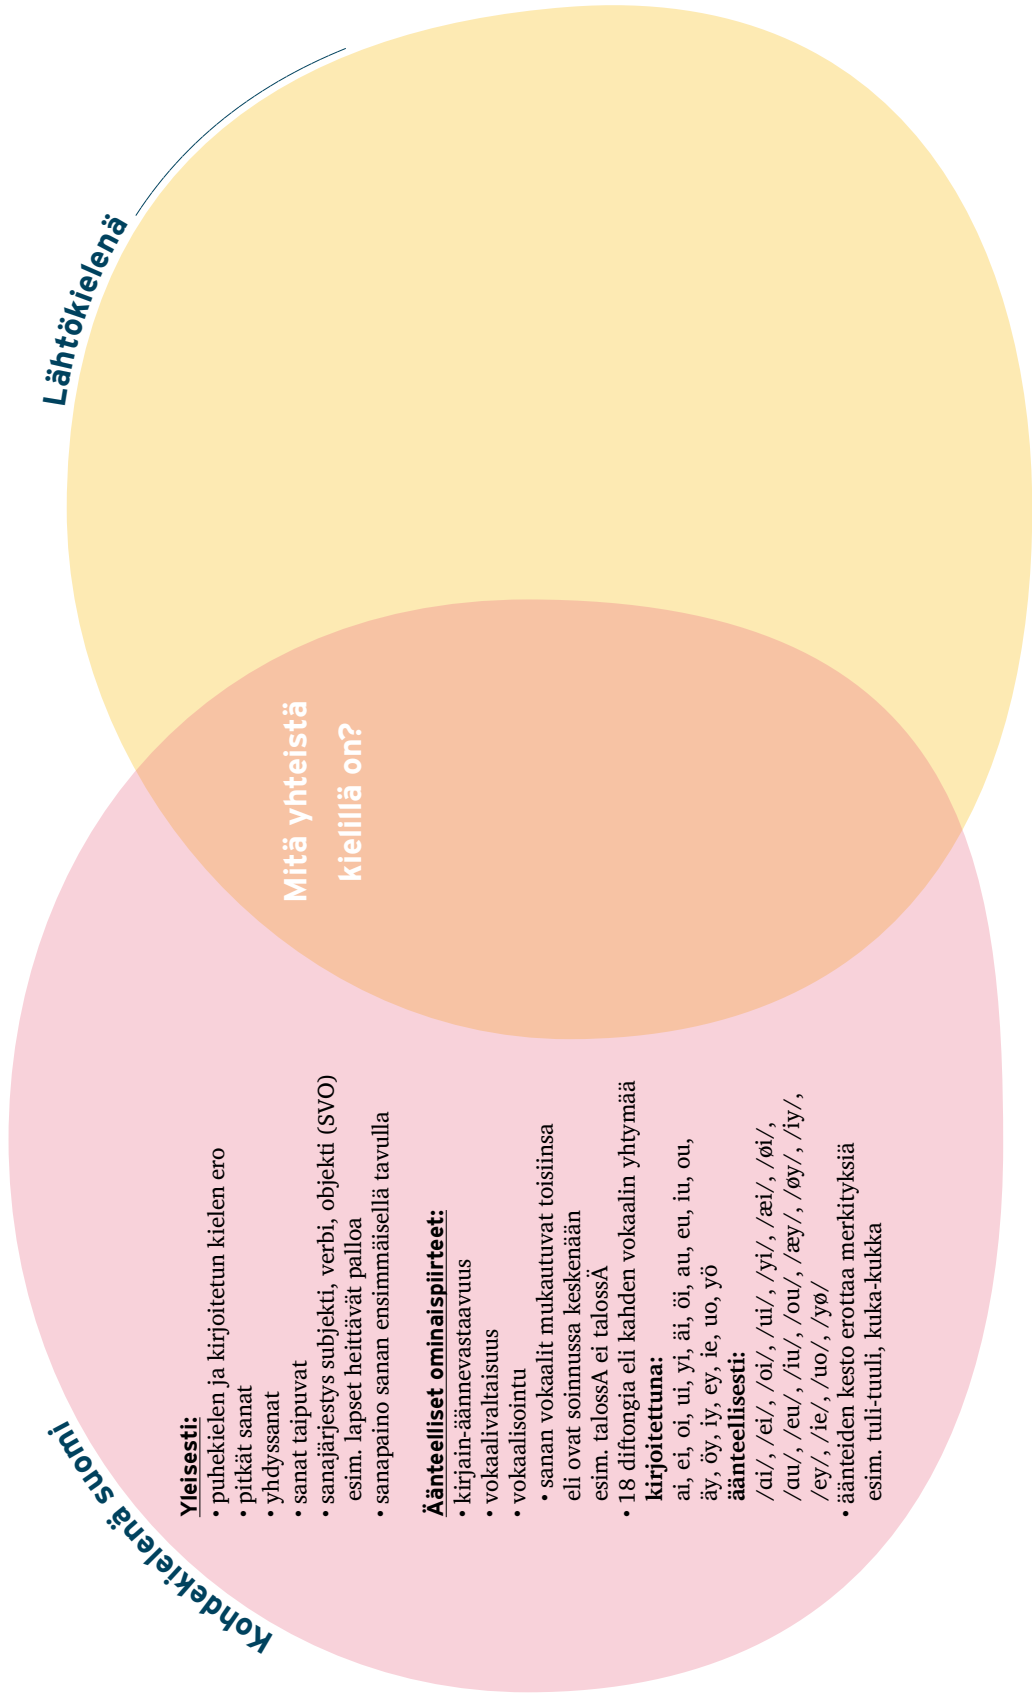 Kohdekielenä suomi
Lähtökielenä
Yleisesti:
• puhekielen ja kirjoitetun kielen ero
• pitkät sanat
• yhdyssanat
• sanat taipuvat
• sanajärjestys subjekti, verbi, objekti (SVO)
esim. lapset heittävät palloa
• sanapaino sanan ensimmäisellä tavulla
Äänteelliset ominaispiirteet:
• kirjain-äännevastaavuus
• vokaalivaltaisuus
• vokaalisointu
• sanan vokaalit mukautuvat toisiinsa
eli ovat soinnussa keskenään
esim. talossA ei talossÄ
• 18 diftongia eli kahden vokaalin yhtymää
kirjoitettuna:
ai, ei, oi, ui, yi, äi, öi, au, eu, iu, ou,
äy, öy, iy, ey, ie, uo, yö
äänteellisesti:
/ɑi/, /ei/, /oi/, /ui/, /yi/, /æi/, /øi/,
/ɑu/, /eu/, /iu/, /ou/, /æy/, /øy/, /iy/,
/ey/, /ie/, /uo/, /yø/
• äänteiden kesto erottaa merkityksiä
esim. tuli-tuuli, kuka-kukka
Mitä yhteistä
kielillä on?